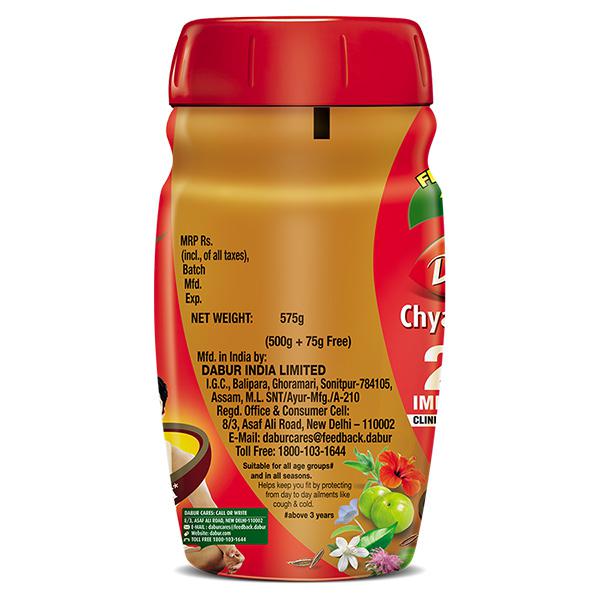 MRP Rs.
(incl., of all taxes),
Batch
Mfd.
Exp.
NET WEIGHT: 575g
(500g + 75g Free)
Mfd. in India by:
DABUR INDIA LIMITED
I.G.C., Balipara, Ghoramari, Sonitpur-784105,
Assam, M.L. SNT/Ayur-Mfg./A-210
Regd. Office & Consumer Cell:
8/3, Asaf Ali Road, New Delhi – 110002
E-Mail: daburcares@feedback.dabur
Toll Free: 1800-103-1644
Suitable for all age groups#
and in all seasons.
Helps keep you fit by protecting
from day to day ailments like
cough & cold.
#above 3 years
DABUR CARES: CALL OR WRITE
8/3, ASAF ALI ROAD, NEW DELHI-110002
E-MAIL : daburcares@feedback.dabur
Website: dabur.com
TOLL FREE 1800-103-1644
Chya
2
IM
CLIN